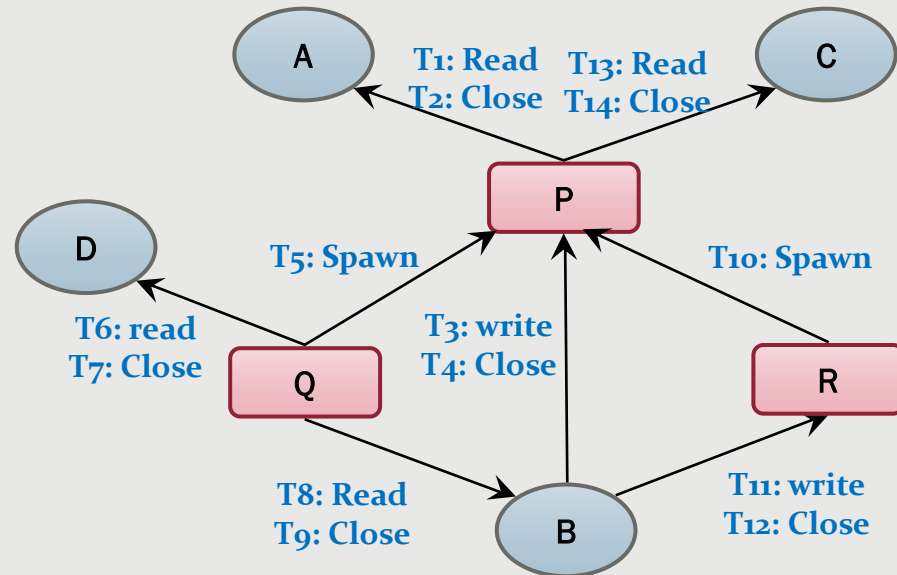 A
C
T1: Read
T2: Close
T13: Read
T14: Close
P
D
T5: Spawn
T10: Spawn
T6: read
T7: Close
T3: write
T4: Close
Q
R
T8: Read
T9: Close
B
T11: write
T12: Close